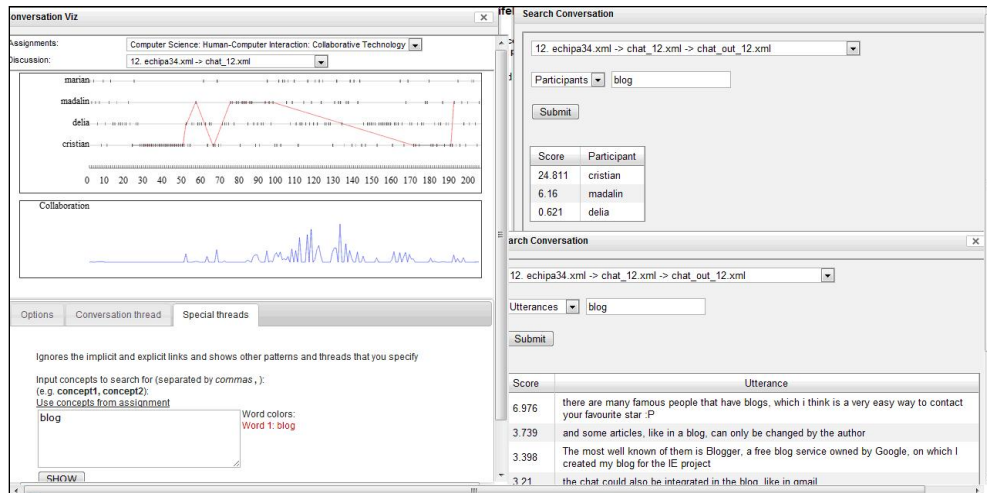 onversation Viz
Assignments:
Computer Science: Human-Computer Interaction: Collaborative Technology
Discussion:
12. echipa34.xml -> chat_12.xml
marian
madalin
delia
cristian
0 10 20 30 40 50 60 70 80 90 100 110 120 130 140 150 160 170 180 190 200
Collaboration
Options
Conversation thread
Special threads
Ignores the implicit and explicit links and shows other patterns and threads that you specify
Input concepts to search for (separated by commas , ):
(e.g. concept1, concept2):
Use concepts from assignment
blog
Word colors:
Word 1: blog
SHOW
Search Conversation
12. echipa34.xml -> chat_12.xml -> chat_out_12.xml
Participants
blog
Submit
Score Participant
24.811 cristian
6.16 madalin
0.621 delia
arch Conversation
12. echipa34.xml -> chat_12.xml -> chat_out_12.xml
Utterances
blog
Submit
Score Utterance
6.976 there are many famous people that have blogs, which i think is a very easy way to contact
your favourite star :P
3.739 and some articles, like in a blog, can only be changed by the author
3.398 The most well known of them is Blogger, a free blog service owned by Google, on which I
created my blog for the IE project
3.21 the chat could also be integrated in the blog, like in gmail